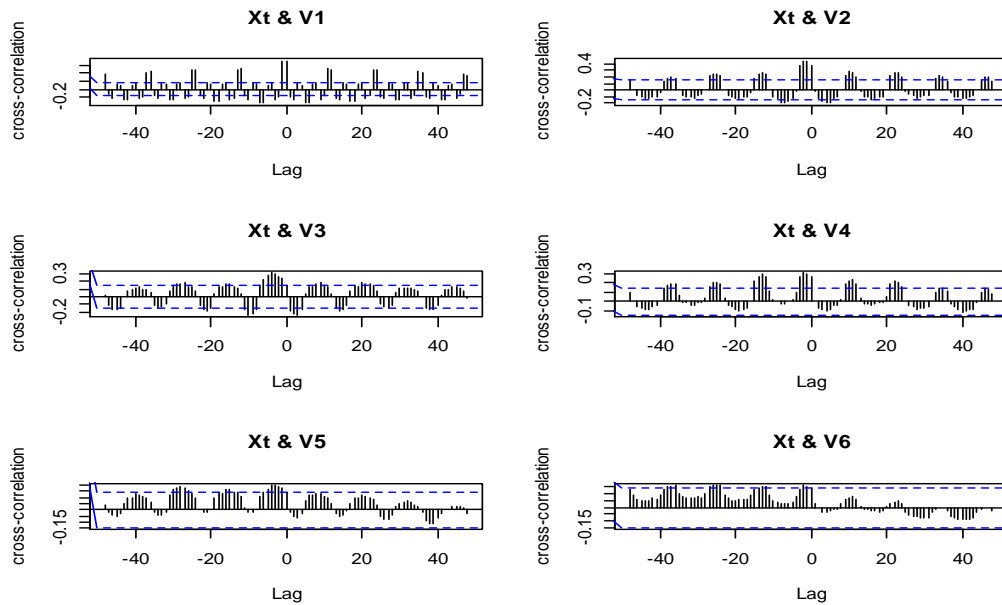 Xt & V1
cross-correlation
-0.2
-40 -20 0 20 40
Lag
Xt & V2
cross-correlation
0.4
-0.2
-40 -20 0 20 40
Lag
Xt & V3
cross-correlation
0.3
-0.2
-40 -20 0 20 40
Lag
Xt & V4
cross-correlation
0.3
-0.1
-40 -20 0 20 40
Lag
Xt & V5
cross-correlation
-0.15
-40 -20 0 20 40
Lag
Xt & V6
cross-correlation
-0.15
-40 -20 0 20 40
Lag